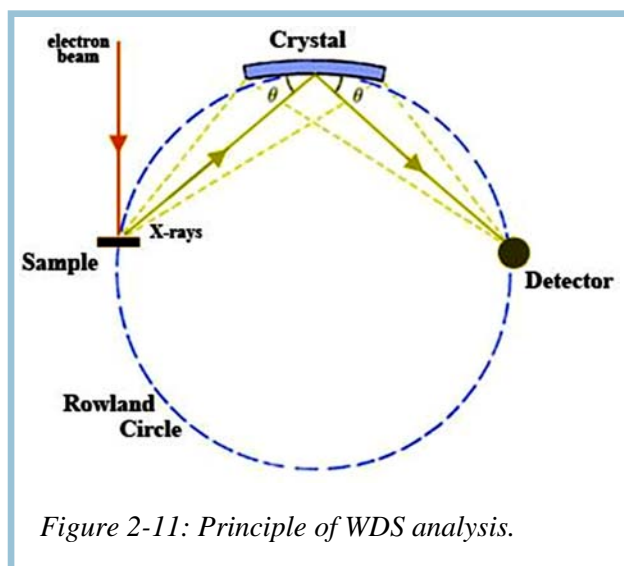 electron
beam
Crystal
θ
θ
X-rays
Sample
Detector
Rowland
Circle
Figure 2-11: Principle of WDS analysis.